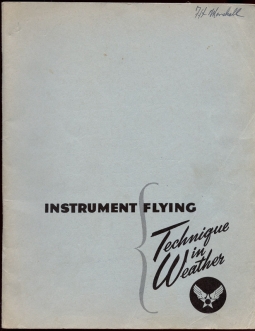 H. Marshall
INSTRUMENT FLYING
Technique
in
Weather